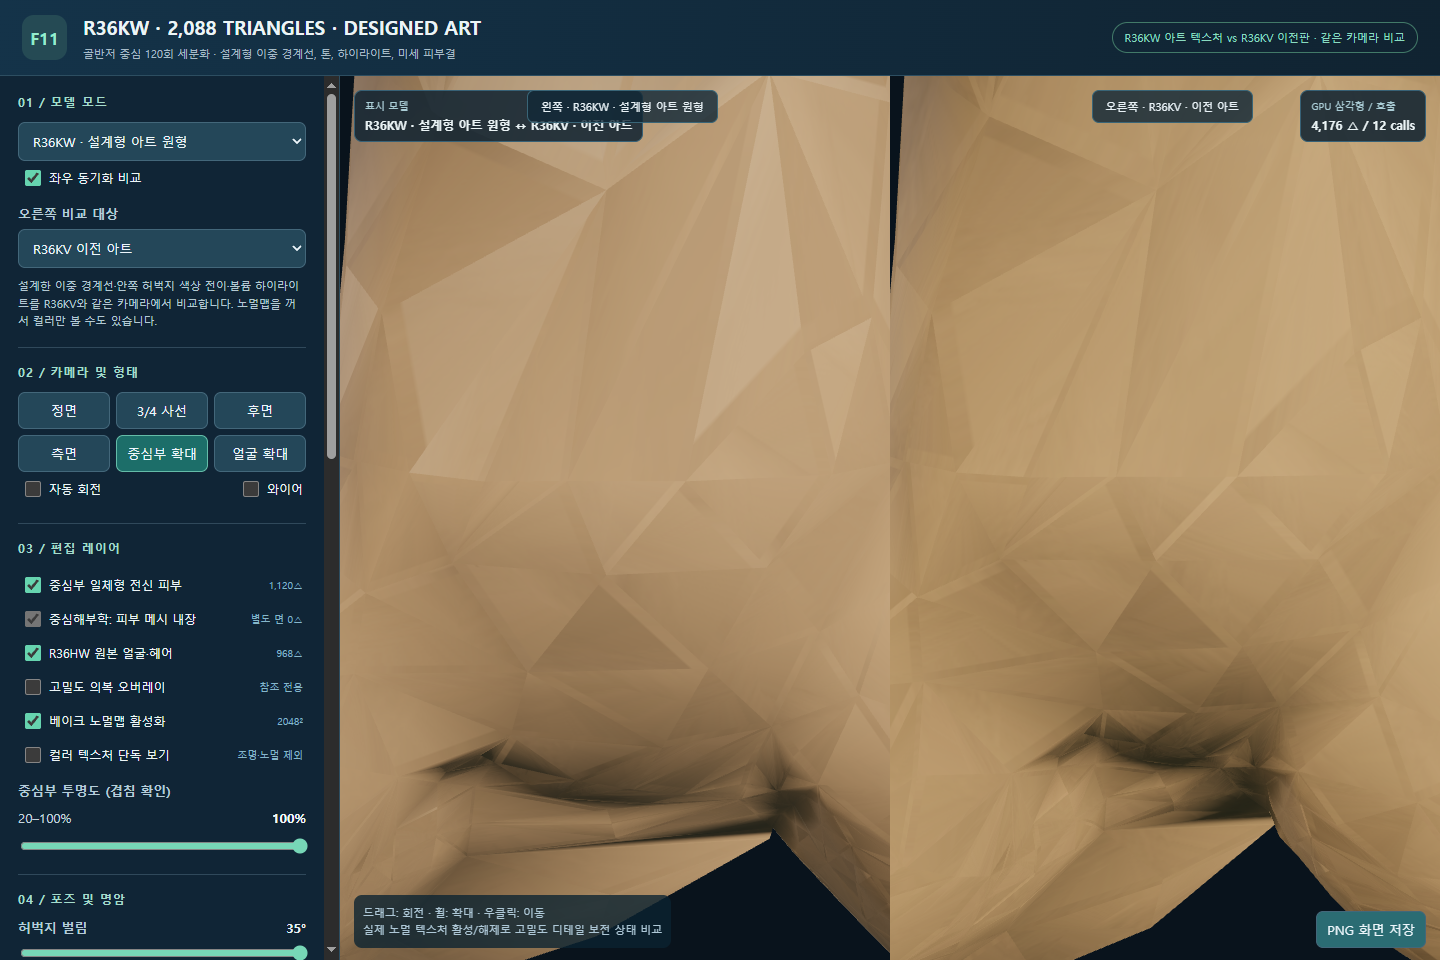 F11
R36KW · 2,088 TRIANGLES · DESIGNED ART
골반저 중심 120회 세분화 · 설계형 이중 경계선, 톤, 하이라이트, 미세 피부결
R36KW 아트 텍스처 vs R36KV 이전판 · 같은 카메라 비교
01 / 모델 모드
R36KW · 설계형 아트 원형
좌우 동기화 비교
오른쪽 비교 대상
R36KV 이전 아트
설계한 이중 경계선·안쪽 허벅지 색상 전이·볼륨 하이라이
트를 R36KV와 같은 카메라에서 비교합니다. 노멀맵을 꺼
서 컬러만 볼 수도 있습니다.
02 / 카메라 및 형태
정면
3/4 사선
후면
측면
중심부 확대
얼굴 확대
자동 회전
와이어
03 / 편집 레이어
중심부 일체형 전신 피부
1,120△
중심해부학: 피부 메시 내장
별도 면 0△
R36HW 원본 얼굴·헤어
968△
고밀도 의복 오버레이
참조 전용
베이크 노멀맵 활성화
2048²
컬러 텍스처 단독 보기
조명·노멀 제외
중심부 투명도 (겹침 확인)
20–100%
100%
04 / 포즈 및 명암
허벅지 벌림
35°
표시 모델
R36KW · 설계형 아트 원형 ↔ R36KV · 이전 아트
왼쪽 · R36KW · 설계형 아트 원형
오른쪽 · R36KV · 이전 아트
GPU 삼각형 / 호출
4,176 △ / 12 calls
드래그: 회전 · 휠: 확대 · 우클릭: 이동
실제 노멀 텍스처 활성/해제로 고밀도 디테일 보전 상태 비교
PNG 화면 저장